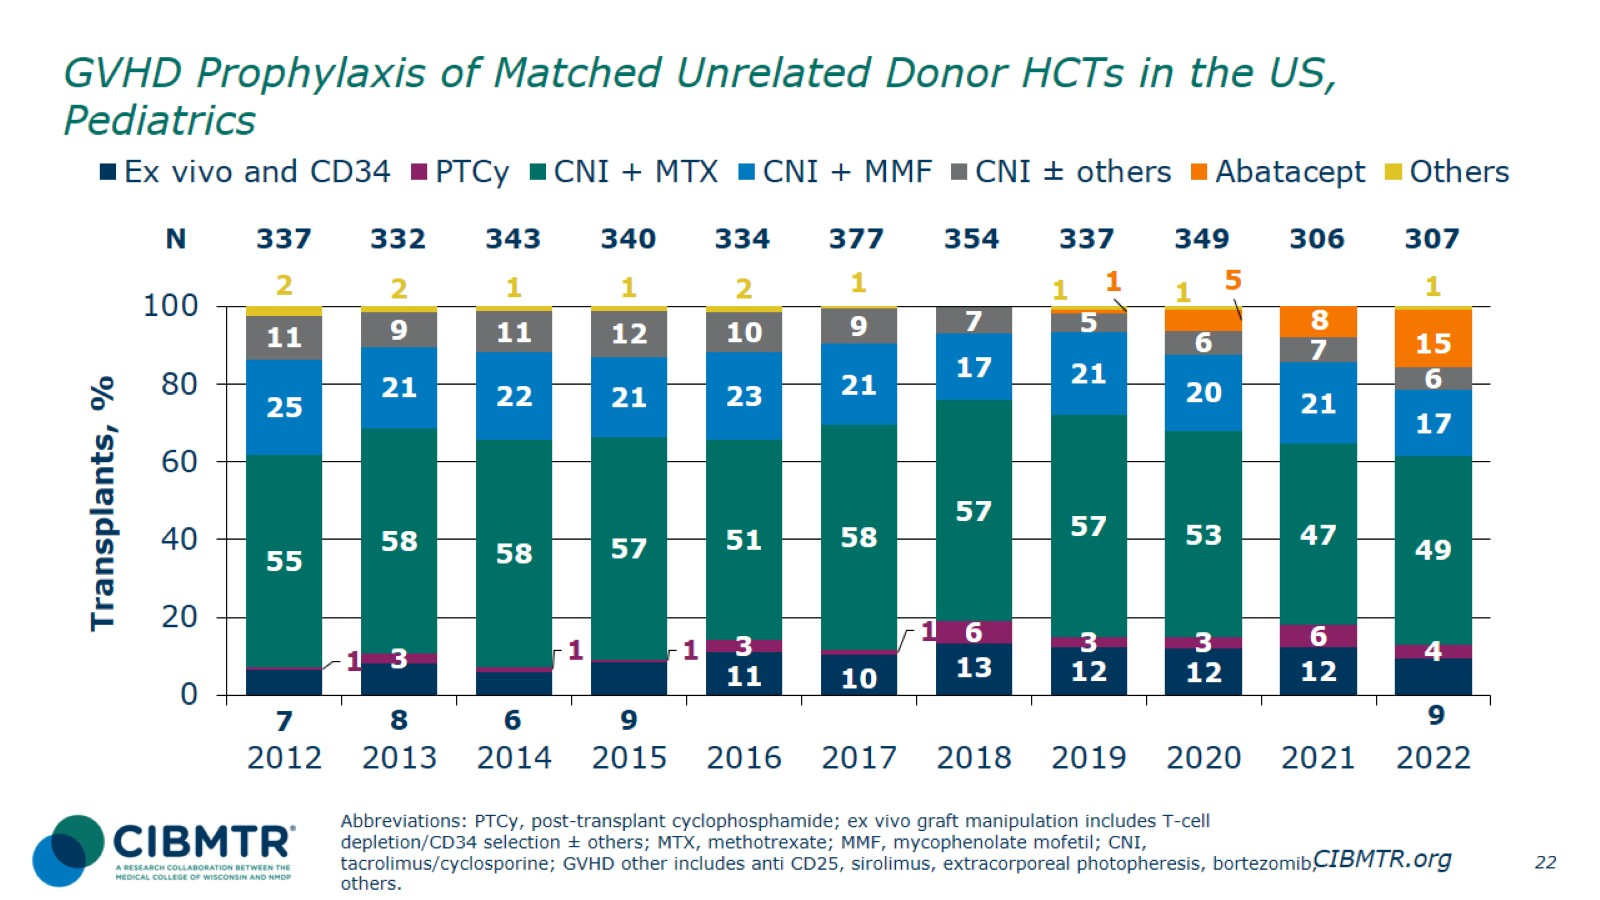 GVHD Prophylaxis of Matched Unrelated Donor HCTs in the US,
Pediatrics
Ex vivo and CD34 PTCy CNI + MTX CNI + MMF CNI ± others Abatacept Others
N 337 332 343 340 334 377 354 337 349 306 307
2 2 1 1 2 1 1 1 1 5 1
100
80
60
40
20
0
Transplants, %
11 9 11 12 10 9 7 5 6 7 6
8 15
25 21 22 21 23 21 17 21 20 21 17
55 58 58 57 51 58 57 57 53 47 49
1 3 1 1 3 1 6 3 3 6 4
11 10 13 12 12 12
7 8 6 9 9
2012 2013 2014 2015 2016 2017 2018 2019 2020 2021 2022
CIBMTR®
A RESEARCH COLLABORATION BETWEEN THE
MEDICAL COLLEGE OF WISCONSIN AND NMDP
Abbreviations: PTCy, post-transplant cyclophosphamide; ex vivo graft manipulation includes T-cell
depletion/CD34 selection ± others; MTX, methotrexate; MMF, mycophenolate mofetil; CNI,
tacrolimus/cyclosporine; GVHD other includes anti CD25, sirolimus, extracorporeal photopheresis, bortezomib,
others.
CIBMTR.org
22